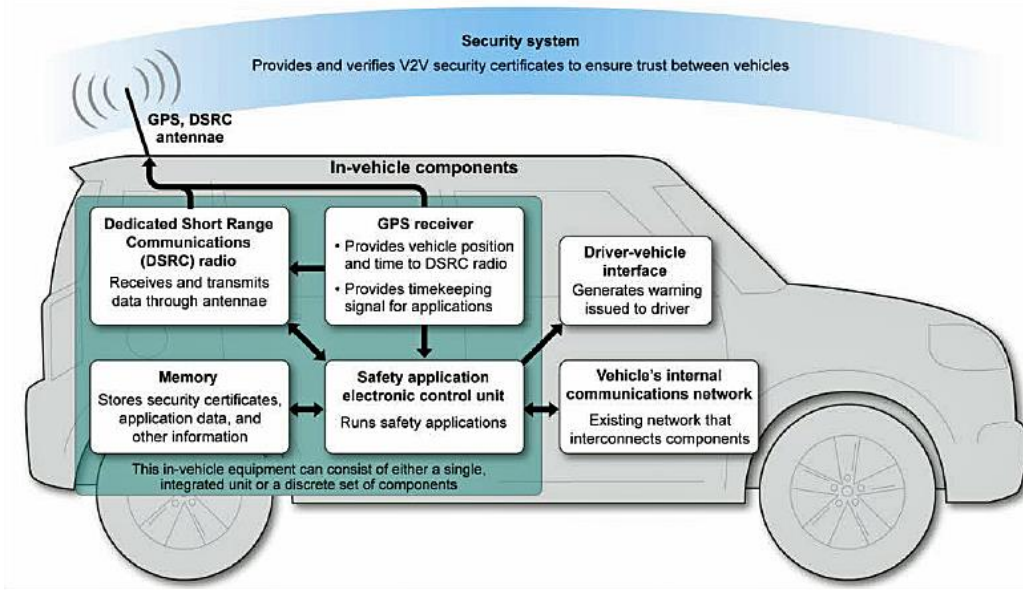 Security system
Provides and verifies V2V security certificates to ensure trust between vehicles
GPS, DSRC
antennae
In-vehicle components
Dedicated Short Range
Communications
(DSRC) radio
Receives and transmits
data through antennae
GPS receiver
• Provides vehicle position
and time to DSRC radio
• Provides timekeeping
signal for applications
Driver-vehicle
interface
Generates warning
issued to driver
Memory
Stores security certificates,
application data, and
other information
Safety application
electronic control unit
Runs safety applications
Vehicle's internal
communications network
Existing network that
interconnects components
This in-vehicle equipment can consist of either a single,
integrated unit or a discrete set of components